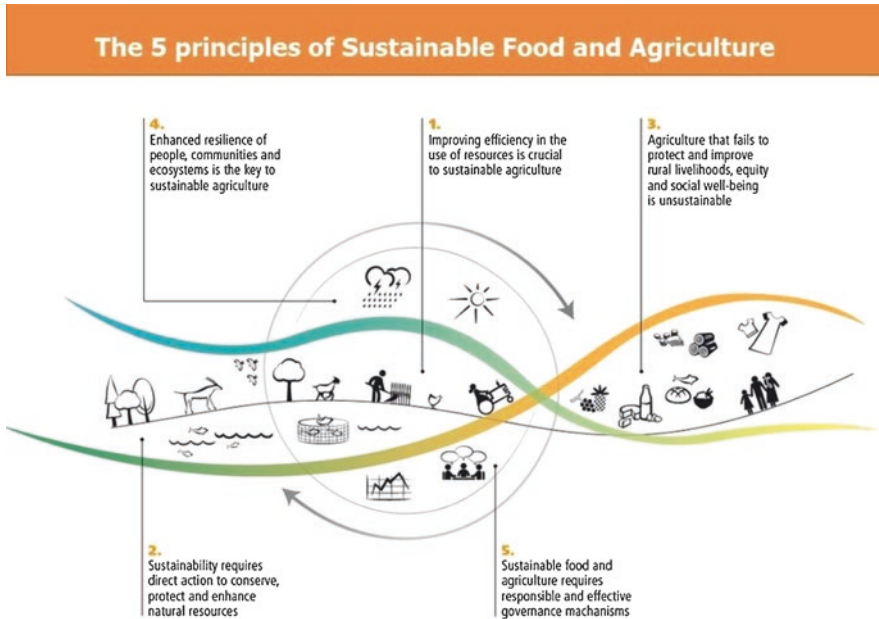 The 5 principles of Sustainable Food and Agriculture
4.
Enhanced resilience of
people, communities and
ecosystems is the key to
sustainable agriculture
1.
Improving efficiency in the
use of resources is crucial
to sustainable agriculture
3.
Agriculture that fails to
protect and improve
rural livelihoods, equity
and social well-being
is unsustainable
2.
Sustainability requires
direct action to conserve,
protect and enhance
natural resources
5.
Sustainable food and
agriculture requires
responsible and effective
governance machanisms